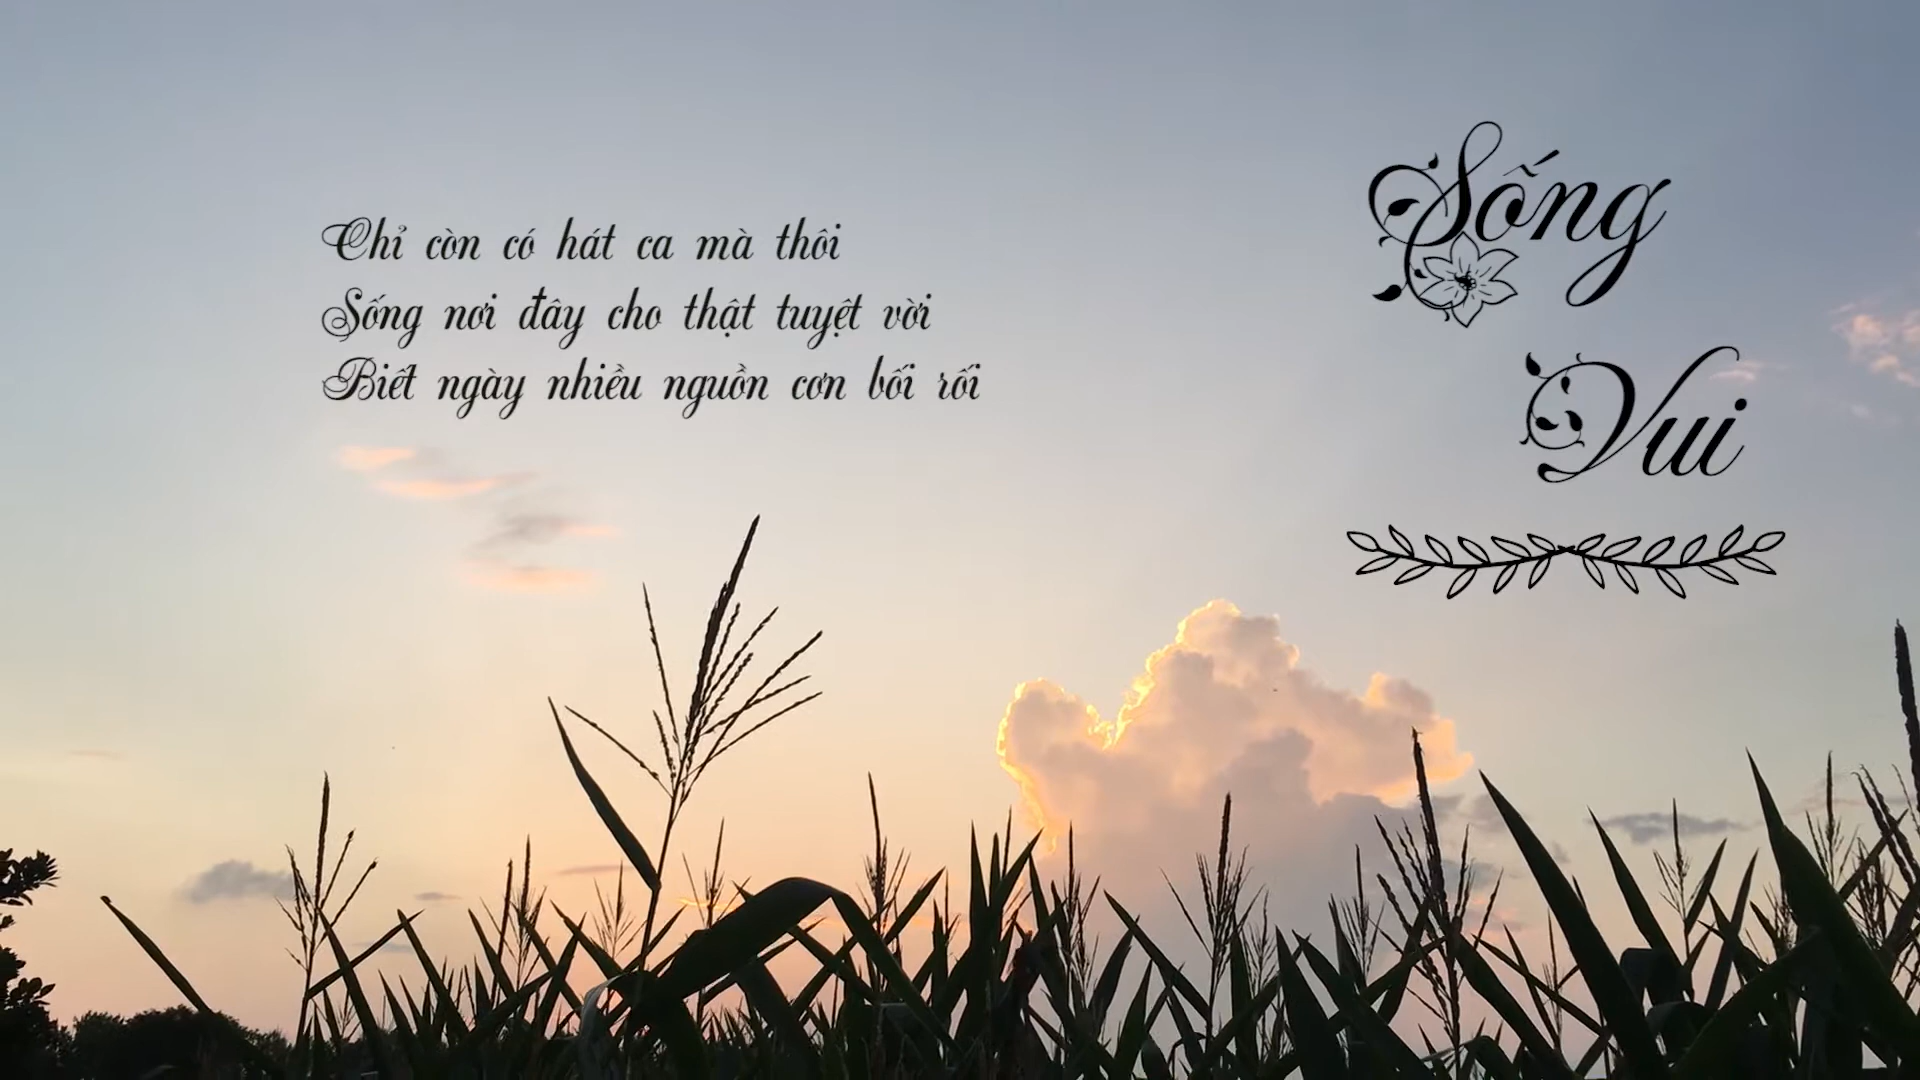 Chỉ còn có hát ca mà thôi
Sống nơi đây cho thật tuyệt vời
Biết ngày nhiều nguồn cơn bối rối
Sống
Vui